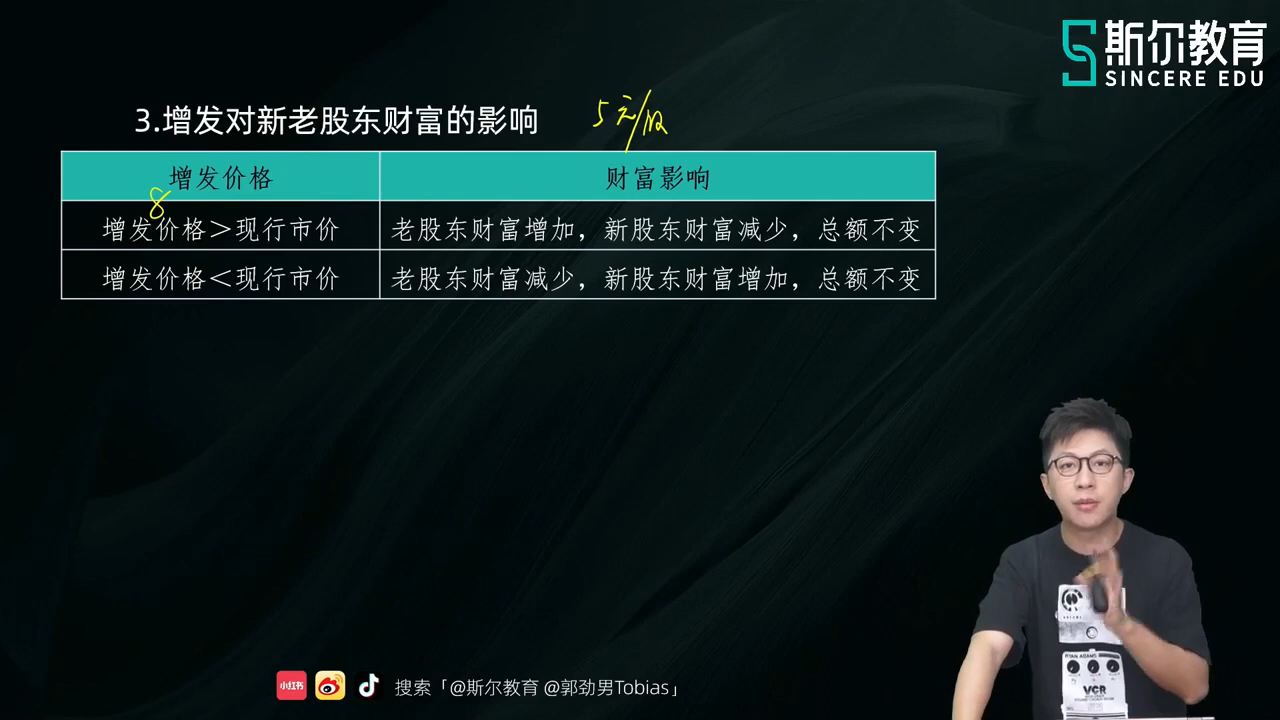 斯尔教育
SINCERE EDU
3.增发对新老股东财富的影响
5元/股
增发价格 财富影响
8
增发价格＞现行市价 老股东财富增加，新股东财富减少，总额不变
增发价格＜现行市价 老股东财富减少，新股东财富增加，总额不变
小红书 搜索「@斯尔教育 @郭劲男Tobias」
VCR